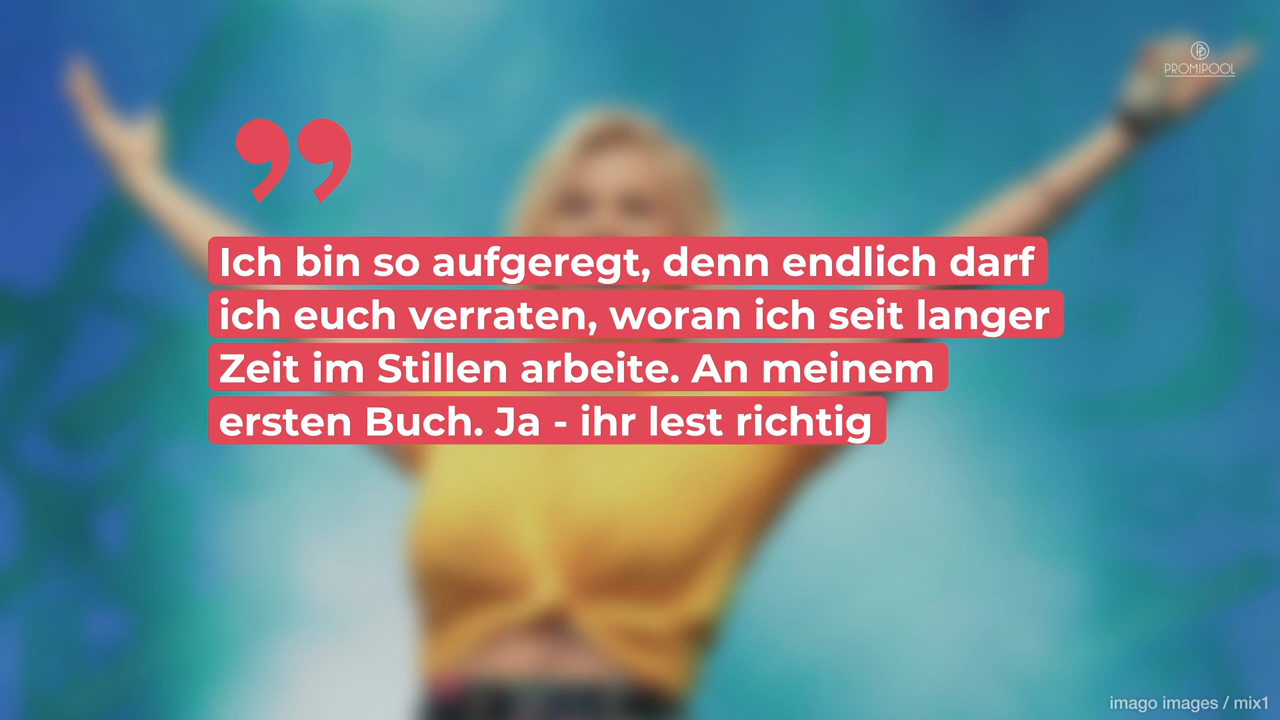 PROMIPOOL
Ich bin so aufgeregt, denn endlich darf
ich euch verraten, woran ich seit langer
Zeit im Stillen arbeite. An meinem
ersten Buch. Ja - ihr lest richtig
imago images / mix1